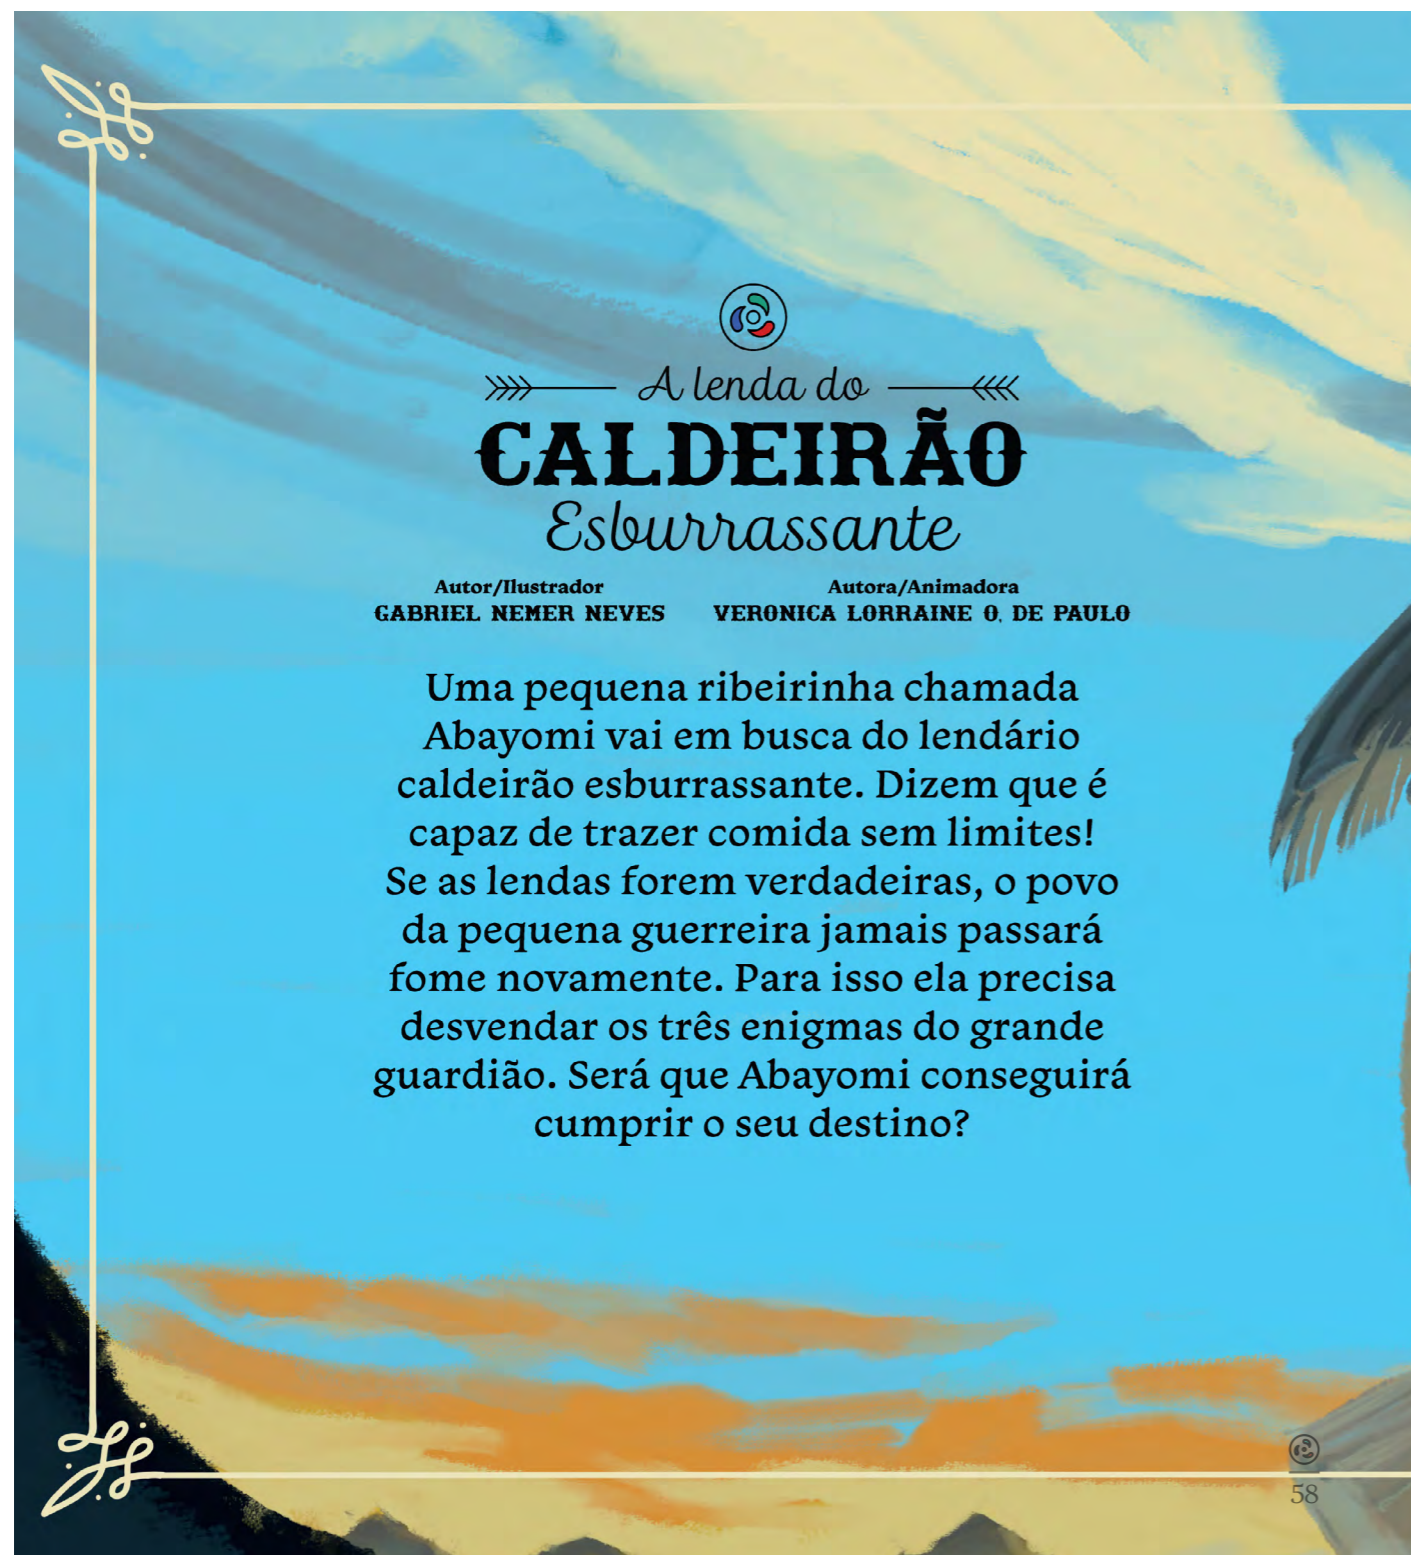 A lenda do
CALDEIRÃO
Esburrassante
Autor/Ilustrador
GABRIEL NEMER NEVES
Autora/Animadora
VERONICA LORRAINE O. DE PAULO
Uma pequena ribeirinha chamada
Abayomi vai em busca do lendário
caldeirão esburrassante. Dizem que é
capaz de trazer comida sem limites!
Se as lendas forem verdadeiras, o povo
da pequena guerreira jamais passará
fome novamente. Para isso ela precisa
desvendar os três enigmas do grande
guardião. Será que Abayomi conseguirá
cumprir o seu destino?
58